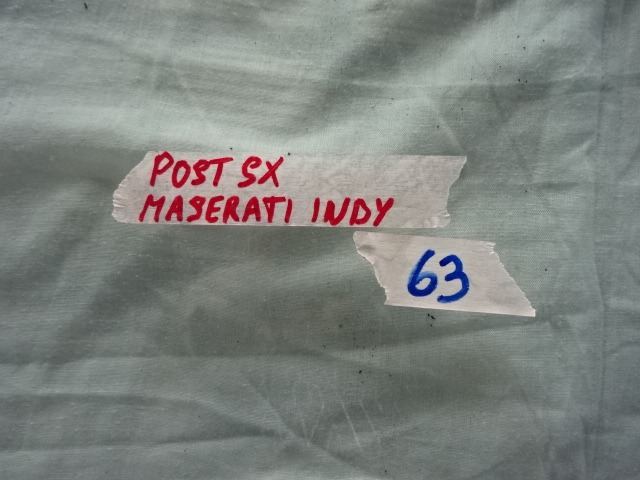 POST SX
MASERATI INDY
63